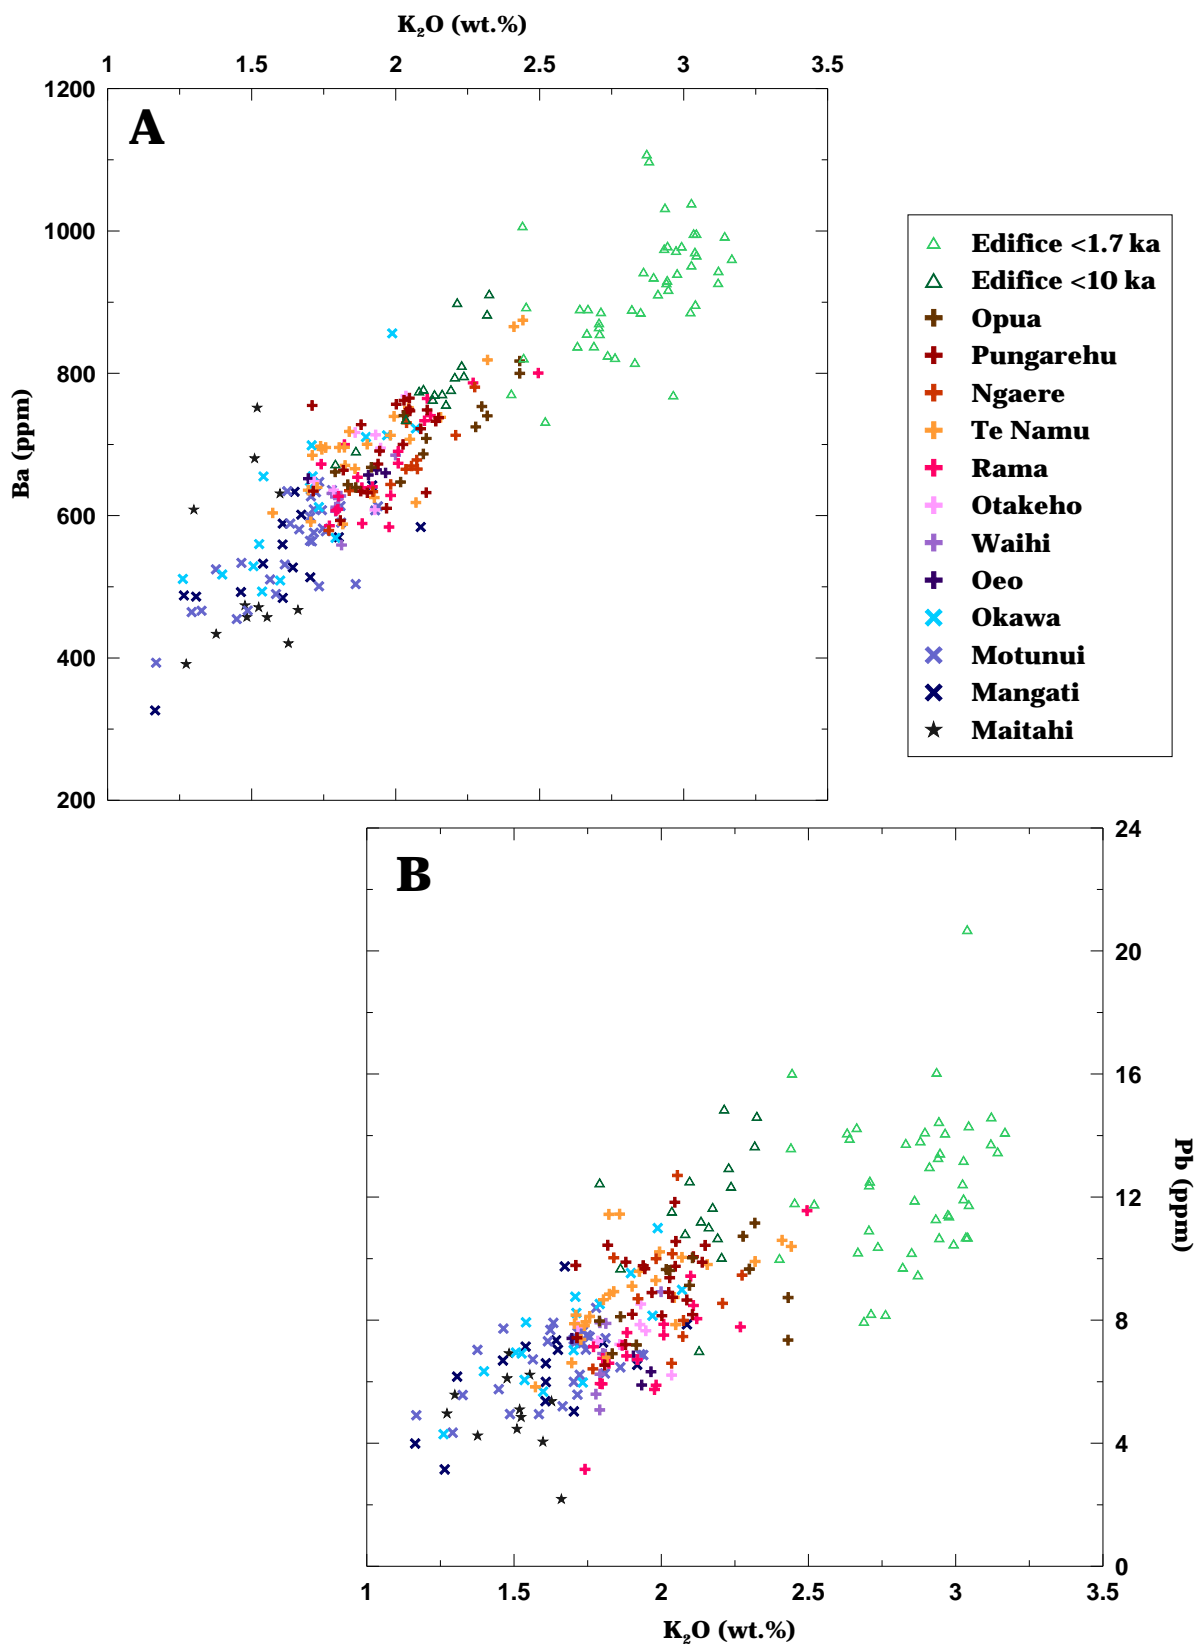 K₂O (wt.%)
1 1.5 2 2.5 3 3.5
A
1200
1000
800
600
400
200
Ba (ppm)
Edifice <1.7 ka
Edifice <10 ka
Opua
Pungarehu
Ngaere
Te Namu
Rama
Otakeho
Waihi
Oeo
Okawa
Motunui
Mangati
Maitahi
B
24
20
16
12
8
4
0
Pb (ppm)
1 1.5 2 2.5 3 3.5
K₂O (wt.%)